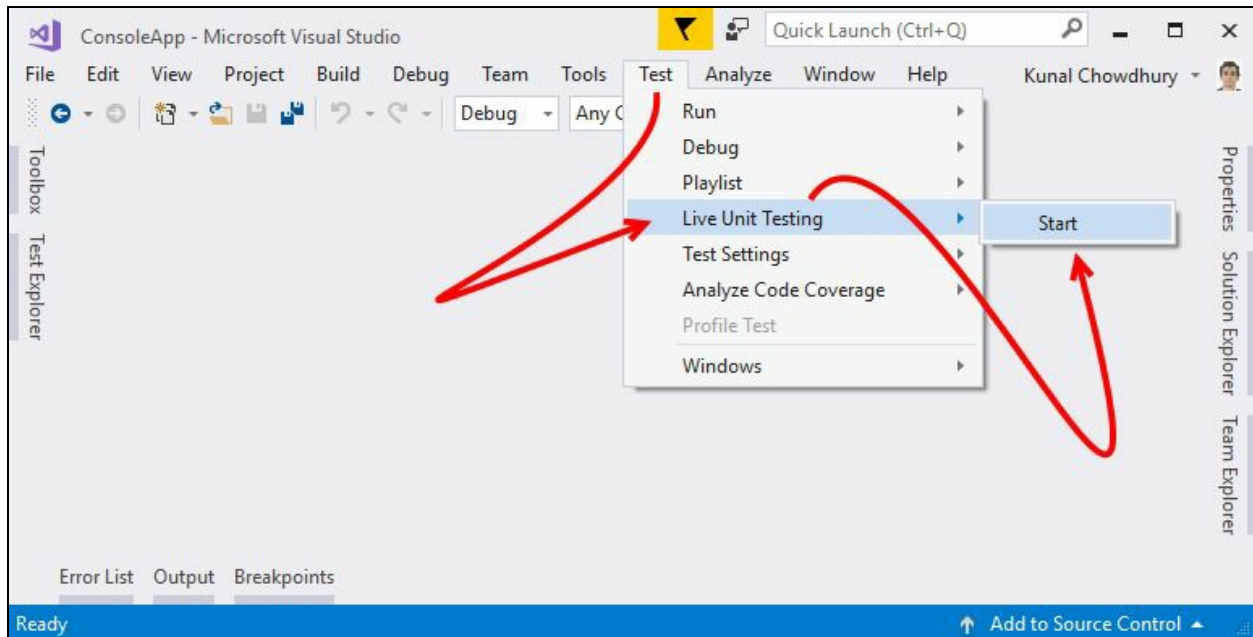 ConsoleApp - Microsoft Visual Studio
Quick Launch (Ctrl+Q)
File Edit View Project Build Debug Team Tools Test Analyze Window Help Kunal Chowdhury
Debug Any C
Run
Debug
Playlist
Live Unit Testing
Start
Test Settings
Analyze Code Coverage
Profile Test
Windows
Toolbox
Test Explorer
Properties
Solution Explorer
Team Explorer
Error List Output Breakpoints
Ready Add to Source Control